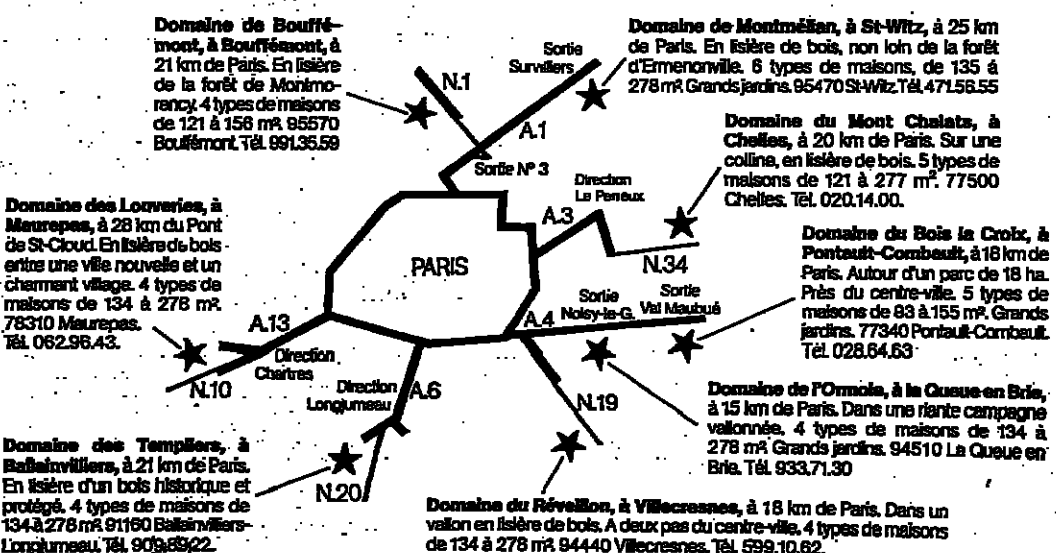 Domaine de Bouffé-
mont, à Bouffémont, à
21 km de Paris. En lisière
de la forêt de Montmo-
rency. 4 types de maisons
de 121 à 156 m². 95570
Bouffémont. Tél. 991.35.59
Domaine de Montmélian, à St-Witz, à 25 km
de Paris. En lisière de bois, non loin de la forêt
d'Ermenonville. 6 types de maisons, de 135 à
278 m². Grands jardins. 95470 St-Witz. Tél. 471.56.55
Sortie
Survilliers
N.1
A.1
Sortie N° 3
Domaine du Mont Chalats, à
Chelles, à 20 km de Paris. Sur une
colline, en lisière de bois. 5 types de
maisons de 121 à 277 m². 77500
Chelles. Tél. 020.14.00.
Direction
Le Perreux
A.3
N.34
Domaine des Louveries, à
Maurepas, à 28 km du Pont
de St-Cloud. En lisière du bois
entre une ville nouvelle et un
charmant village. 4 types de
maisons de 134 à 278 m².
78310 Maurepas.
Tél. 062.96.43.
PARIS
Domaine du Bois la Croix, à
Pontault-Combault, à 18 km de
Paris. Autour d'un parc de 18 ha.
Près du centre-ville. 5 types de
maisons de 83 à 155 m². Grands
jardins. 77340 Pontault-Combault.
Tél. 028.64.63
Sortie
Noisy-le-G.
Sortie
Val Maubué
A.4
A.13
Direction
Chartres
N.10
Direction
Longjumeau
A.6
N.19
N.20
Domaine de l'Ormoie, à la Queue en Brie,
à 15 km de Paris. Dans une riante campagne
vallonnée. 4 types de maisons de 134 à
278 m². Grands jardins. 94510 La Queue en
Brie. Tél. 933.71.30
Domaine des Templiers, à
Ballainvilliers, à 21 km de Paris.
En lisière d'un bois historique et
protégé. 4 types de maisons de
134 à 278 m². 91160 Ballainvilliers-
Longjumeau. Tél. 909.89.22.
Domaine du Réveillon, à Villecresnes, à 18 km de Paris. Dans un
vallon en lisière de bois. A deux pas du centre-ville. 4 types de maisons
de 134 à 278 m². 94440 Villecresnes. Tél. 599.10.62.